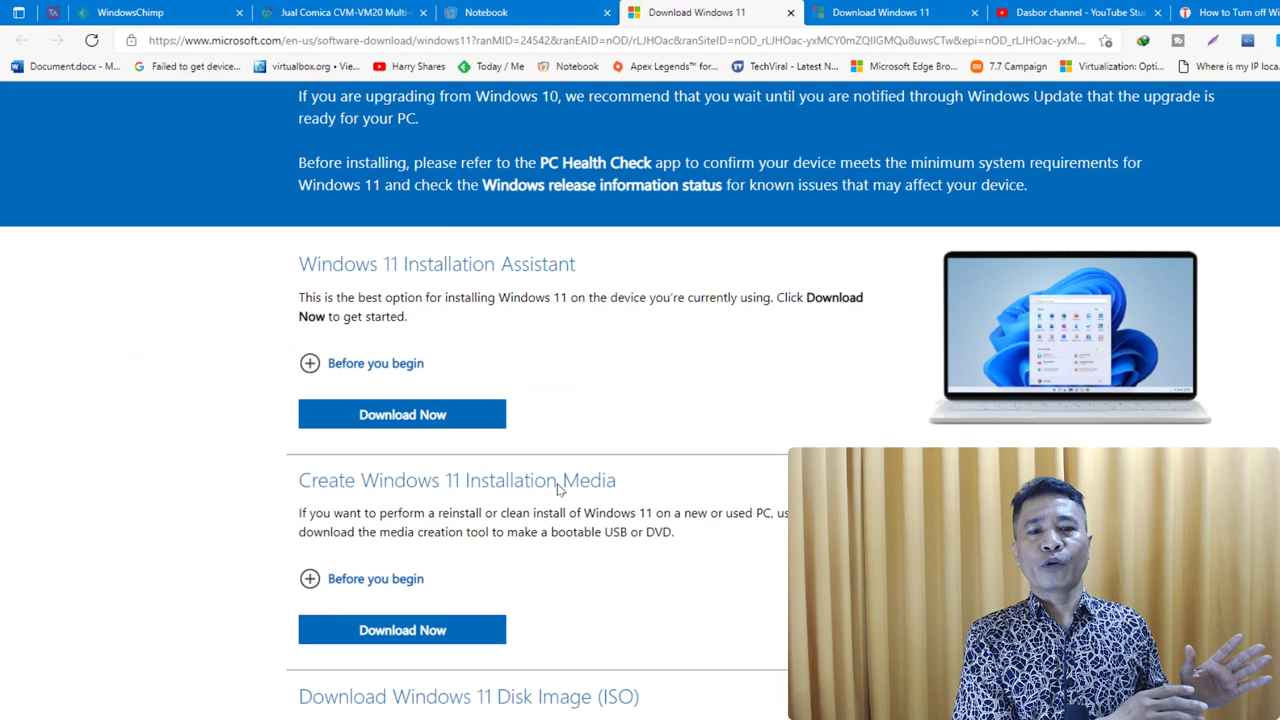 WindowsChimp
Jual Comica CVM-VM20 Multi-
Notebook
Download Windows 11
Download Windows 11
Dasbor channel - YouTube Stu
How to Turn off W
https://www.microsoft.com/en-us/software-download/windows11?ranMID=24542&ranEAID=nOD/rLJHOac&ranSiteID=nOD_rLJHOac-yxMCY0mZQIIGMQu8uwsCTw&epi=nOD_rLJHOac-yxM...
Document.docx - M...
Failed to get device...
virtualbox.org • Vie...
Harry Shares
Today / Me
Notebook
Apex Legends™ for...
TechViral - Latest N...
Microsoft Edge Bro...
7.7 Campaign
Virtualization: Opti...
Where is my IP loca
If you are upgrading from Windows 10, we recommend that you wait until you are notified through Windows Update that the upgrade is
ready for your PC.
Before installing, please refer to the PC Health Check app to confirm your device meets the minimum system requirements for
Windows 11 and check the Windows release information status for known issues that may affect your device.
Windows 11 Installation Assistant
This is the best option for installing Windows 11 on the device you're currently using. Click Download
Now to get started.
Before you begin
Download Now
Create Windows 11 Installation Media
If you want to perform a reinstall or clean install of Windows 11 on a new or used PC, us
download the media creation tool to make a bootable USB or DVD.
Before you begin
Download Now
Download Windows 11 Disk Image (ISO)